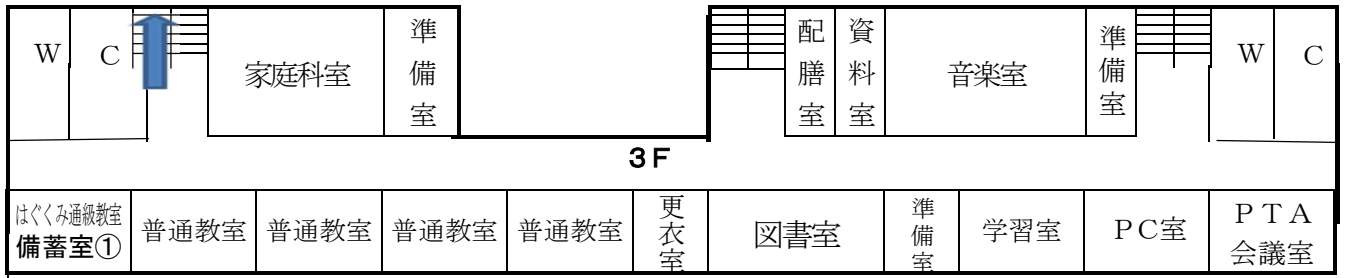 W C
家庭科室
準備室
配膳室
資料室
音楽室
準備室
W C
3F
はぐくみ通級教室
備蓄室①
普通教室
普通教室
普通教室
普通教室
更衣室
図書室
準備室
学習室
PC室
PTA
会議室